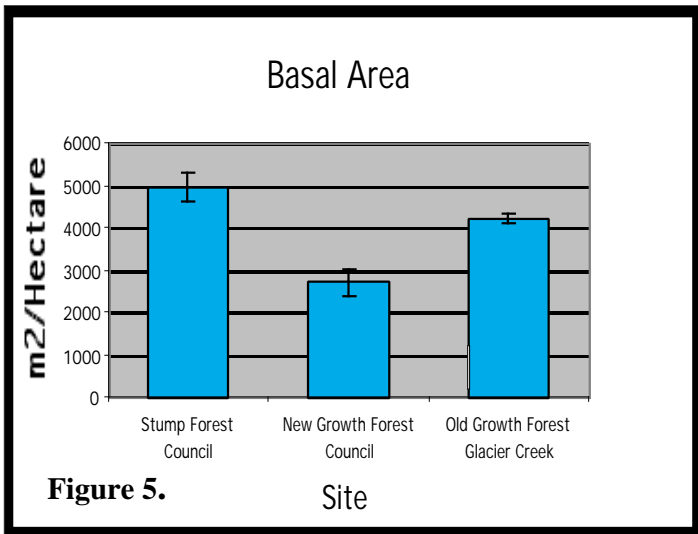 Basal Area
m2/Hectare
6000
5000
4000
3000
2000
1000
0
Stump Forest
Council
New Growth Forest
Council
Old Growth Forest
Glacier Creek
Figure 5.
Site